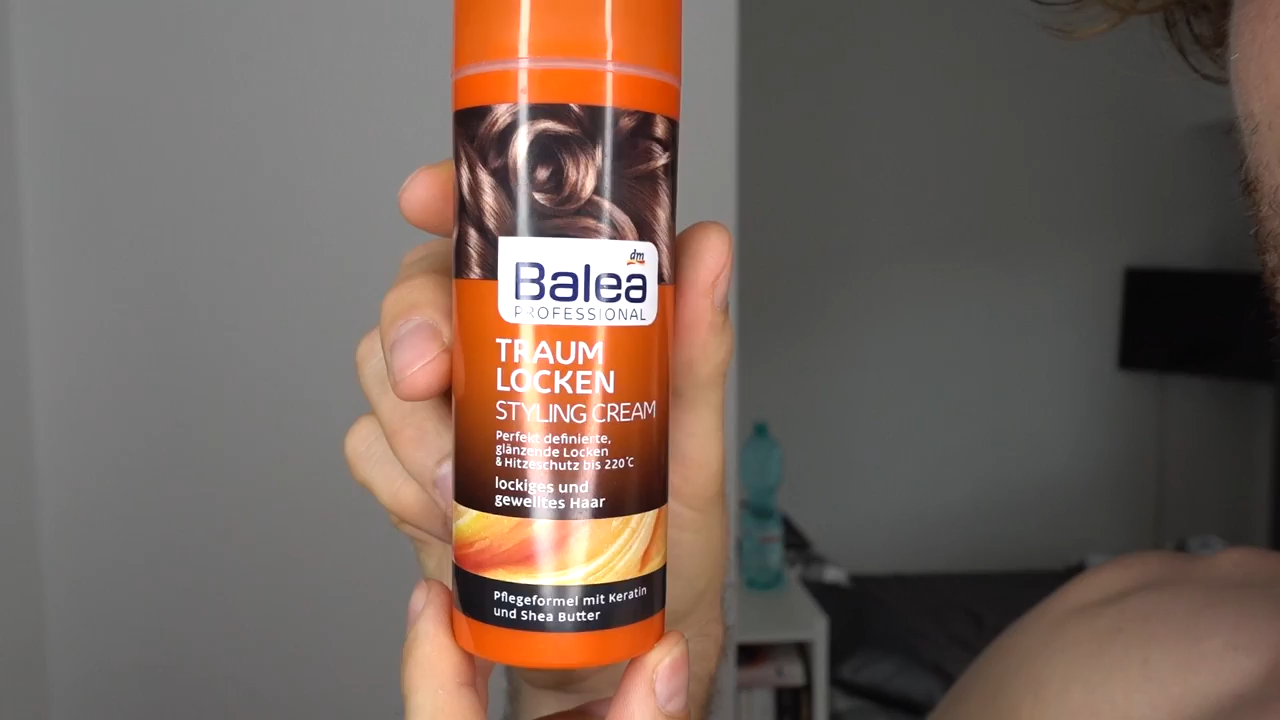 dm
Balea
PROFESSIONAL
TRAUM
LOCKEN
STYLING CREAM
Perfekt definierte,
glänzende Locken
& Hitzeschutz bis 220°C
lockiges und
gewelltes Haar
Pflegeformel mit Keratin
und Shea Butter